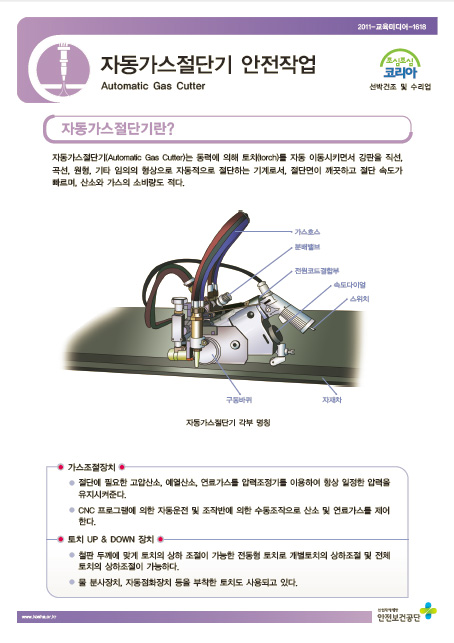 2011-교육미디어-1618
자동가스절단기 안전작업
Automatic Gas Cutter
조심조심
코리아
선박건조 및 수리업
자동가스절단기란?
자동가스절단기(Automatic Gas Cutter)는 동력에 의해 토치(torch)를 자동 이동시키면서 강판을 직선,
곡선, 원형, 기타 임의의 형상으로 자동적으로 절단하는 기계로서, 절단면이 깨끗하고 절단 속도가
빠르며, 산소와 가스의 소비량도 적다.
가스호스
분배밸브
전원코드결합부
속도다이얼
스위치
구동바퀴
자재차
자동가스절단기 각부 명칭
가스조절장치
절단에 필요한 고압산소, 예열산소, 연료가스를 압력조정기를 이용하여 항상 일정한 압력을
유지시켜준다.
CNC 프로그램에 의한 자동운전 및 조작반에 의한 수동조작으로 산소 및 연료가스를 제어
한다.
토치 UP & DOWN 장치
철판 두께에 맞게 토치의 상하 조절이 가능한 전동형 토치로 개별토치의 상하조절 및 전체
토치의 상하조절이 가능하다.
물 분사장치, 자동점화장치 등을 부착한 토치도 사용되고 있다.
www.kosha.or.kr
산업재해예방
안전보건공단